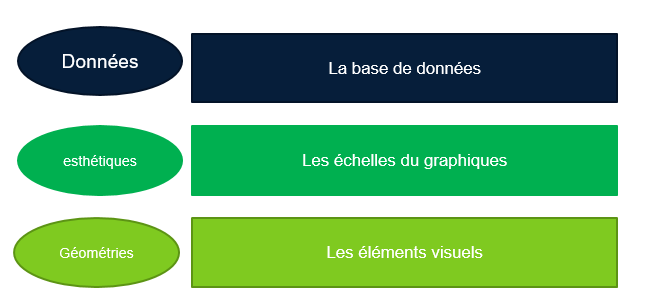 Données
La base de données
esthétiques
Les échelles du graphiques
Géométries
Les éléments visuels